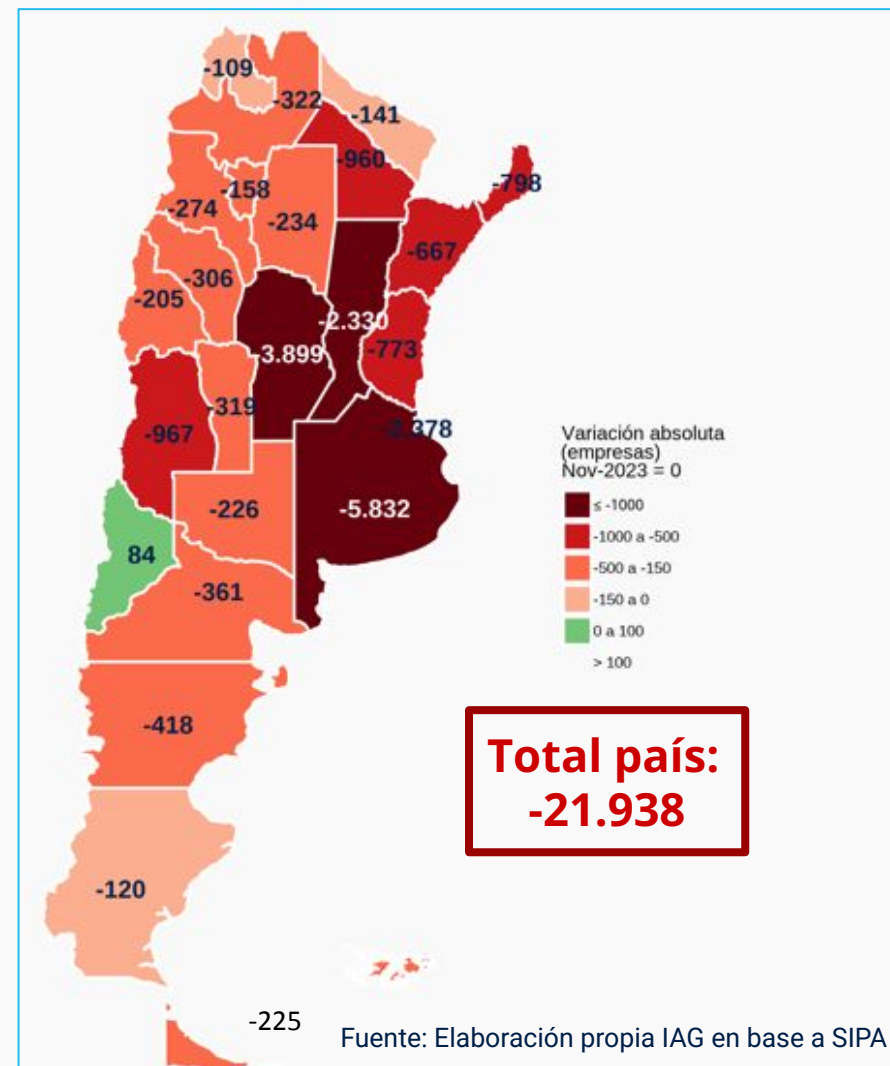 -109
-322
-141
-960
-798
-158
-274
-234
-667
-306
-205
-2.330
-3.899
-773
-319
-967
-226
-5.832
84
-361
-418
-120
-225
Variación absoluta
(empresas)
Nov-2023 = 0
≤ -1000
-1000 a -500
-500 a -150
-150 a 0
0 a 100
> 100
Total país:
-21.938
Fuente: Elaboración propia IAG en base a SIPA